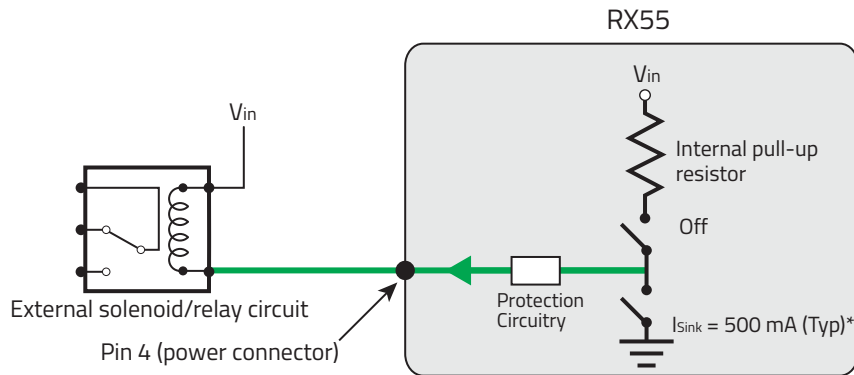 RX55
Vin
Vin
Internal pull-up
resistor
Off
External solenoid/relay circuit
Protection
Circuitry
ISink = 500 mA (Typ)*
Pin 4 (power connector)